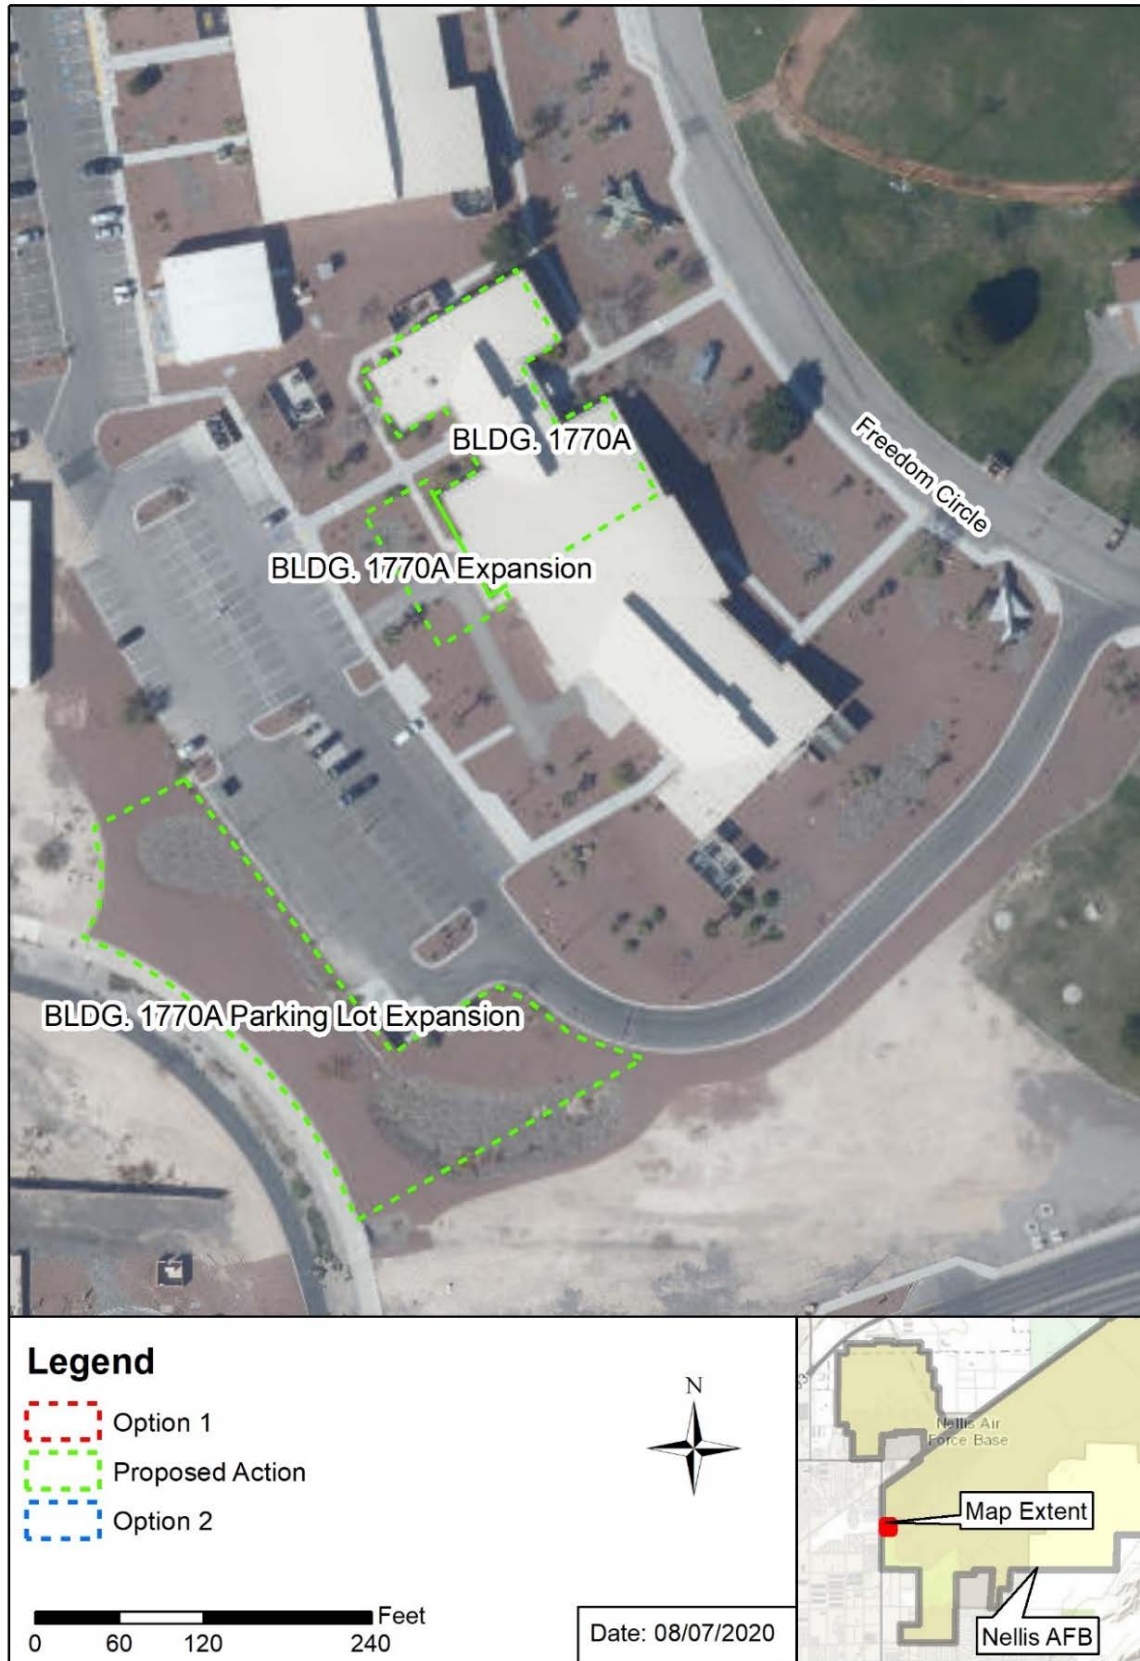 BLDG. 1770A
Freedom Circle
BLDG. 1770A Expansion
BLDG. 1770A Parking Lot Expansion
Legend
Option 1
Proposed Action
Option 2
N
Feet
0 60 120 240
Date: 08/07/2020
Nellis Air
Force Base
Map Extent
Nellis AFB